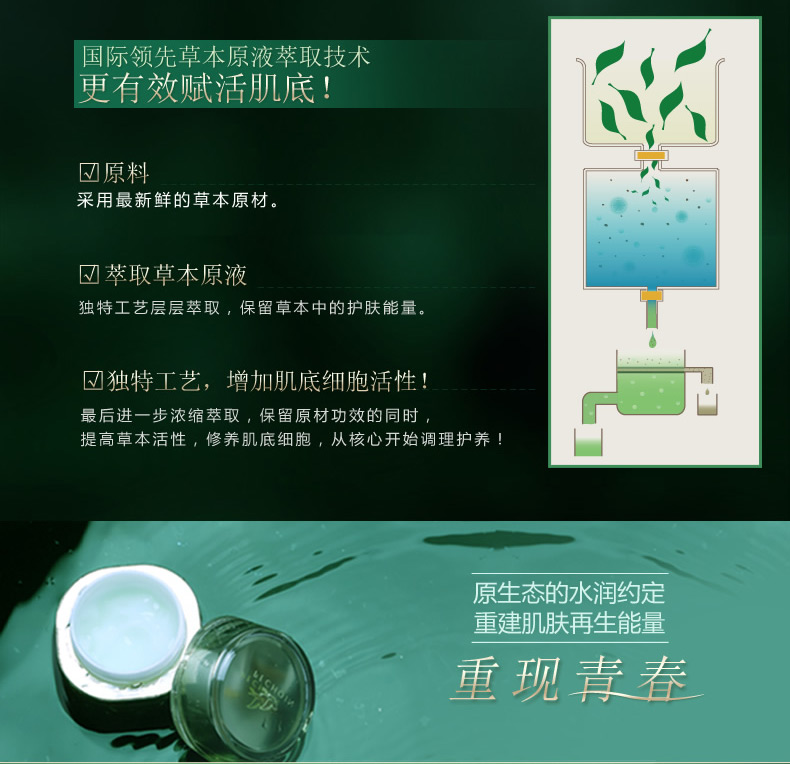 国际领先草本原液萃取技术
更有效赋活肌底！
☑原料
采用最新鲜的草本原材。
☑萃取草本原液
独特工艺层层萃取，保留草本中的护肤能量。
☑独特工艺，增加肌底细胞活性！
最后进一步浓缩萃取，保留原材功效的同时，
提高草本活性，修养肌底细胞，从核心开始调理护养！
原生态的水润约定
重建肌肤再生能量
重现青春